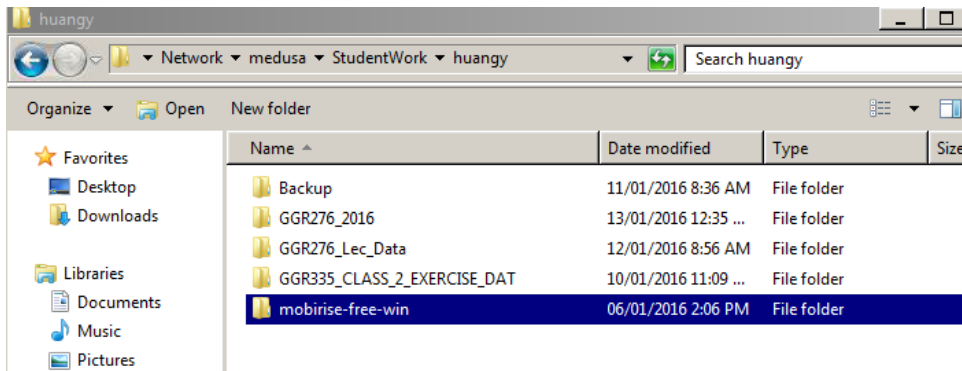 huangy
Network medusa StudentWork huangy Search huangy
Organize Open New folder
Favorites
Desktop
Downloads
Libraries
Documents
Music
Pictures
Name Date modified Type Size
Backup 11/01/2016 8:36 AM File folder
GGR276_2016 13/01/2016 12:35 ... File folder
GGR276_Lec_Data 12/01/2016 8:56 AM File folder
GGR335_CLASS_2_EXERCISE_DAT 10/01/2016 11:09 ... File folder
mobirise-free-win 06/01/2016 2:06 PM File folder